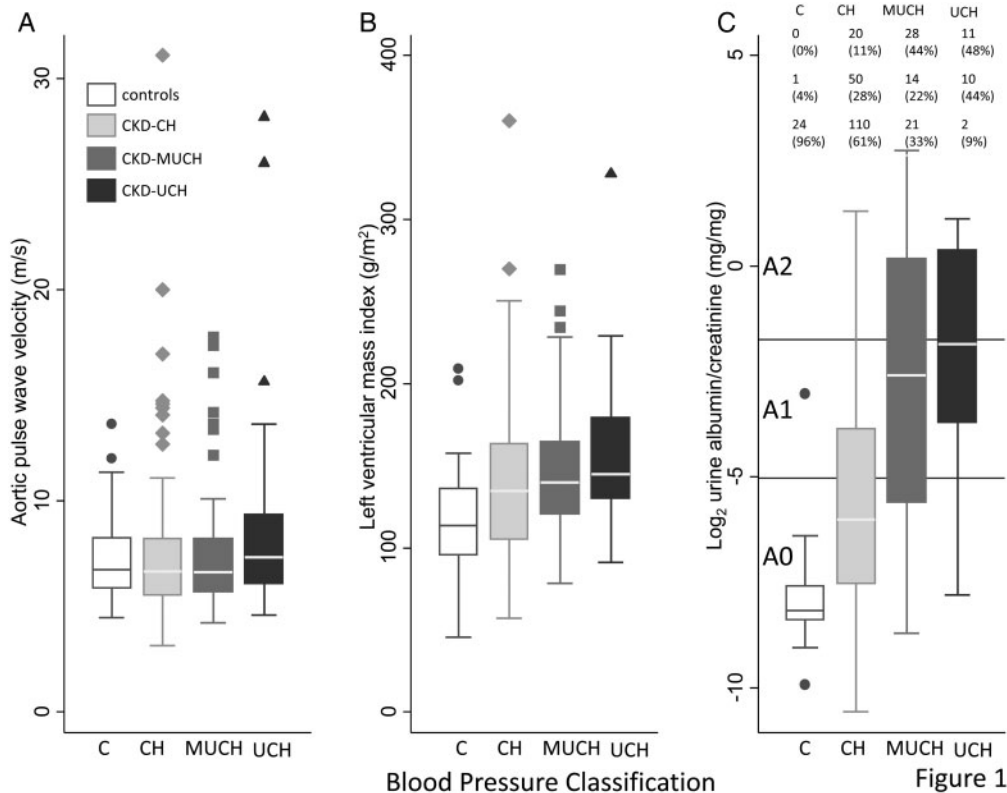 A
Aortic pulse wave velocity (m/s)
30
20
10
0
controls
CKD-CH
CKD-MUCH
CKD-UCH
C CH MUCH UCH
B
Left ventricular mass index (g/m²)
400
300
200
100
0
C CH MUCH UCH
Blood Pressure Classification
C
C CH MUCH UCH
0 20 28 11
(0%) (11%) (44%) (48%)
1 50 14 10
(4%) (28%) (22%) (44%)
24 110 21 2
(96%) (61%) (33%) (9%)
Log₂ urine albumin/creatinine (mg/mg)
5
0
-5
-10
A2
A1
A0
C CH MUCH UCH
Figure 1